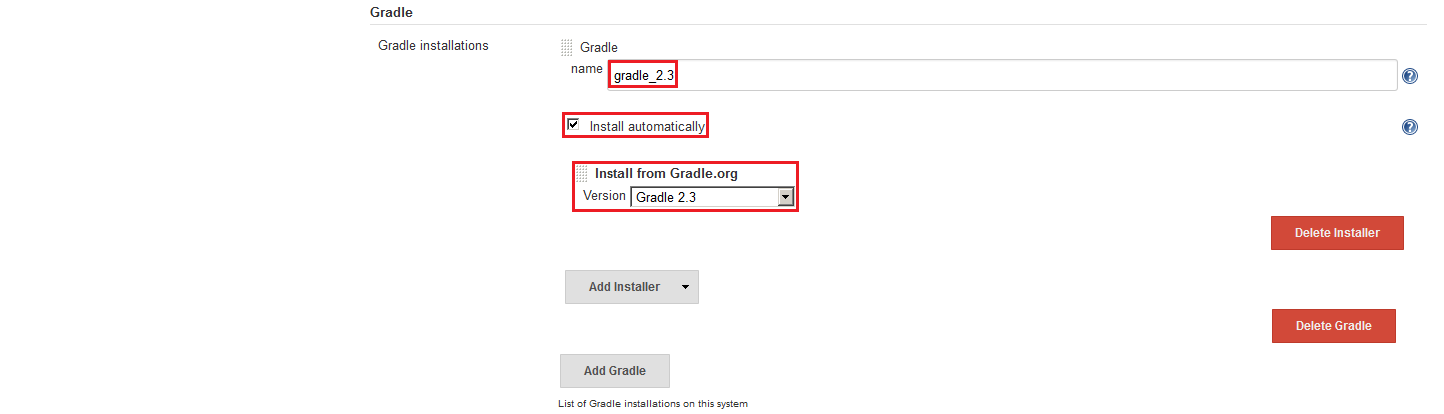 Gradle
Gradle installations
Gradle
name
gradle_2.3
Install automatically
Install from Gradle.org
Version
Gradle 2.3
Delete Installer
Add Installer
Delete Gradle
Add Gradle
List of Gradle installations on this system